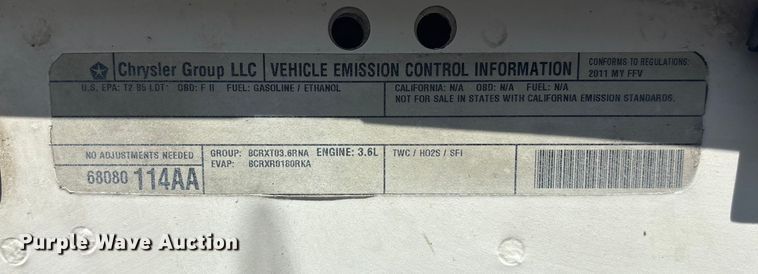 Chrysler Group LLC VEHICLE EMISSION CONTROL INFORMATION CONFORMS TO REGULATIONS: 2011 MY FFV
U.S. EPA: T2 B5 LDT* OBD: F II FUEL: GASOLINE / ETHANOL
CALIFORNIA: N/A OBD: N/A FUEL: N/A
NOT FOR SALE IN STATES WITH CALIFORNIA EMISSION STANDARDS.
NO ADJUSTMENTS NEEDED
68080 114AA
GROUP: BCRXT03.6RNA ENGINE: 3.6L
EVAP: BCRXR0180RKA
TWC / HO2S / SFI
Purple Wave Auction